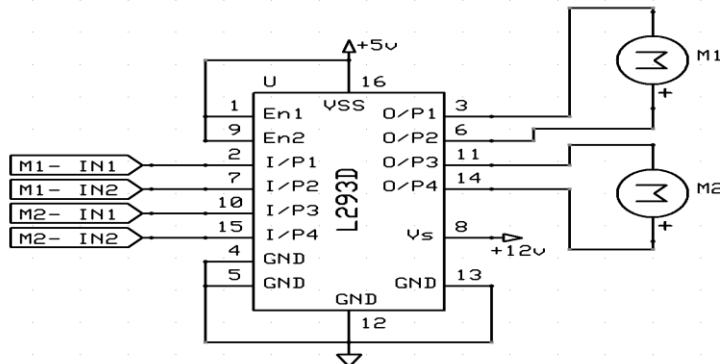 +5v
U 16
VSS
1 En1 O/P1 3
9 En2 O/P2 6
M1- IN1 2 I/P1 O/P3 11
M1- IN2 7 I/P2 O/P4 14
M2- IN1 10 I/P3
M2- IN2 15 I/P4 Vs 8
+12v
4 GND
5 GND GND 13
GND
12
L293D
M M1
+
M M2
+